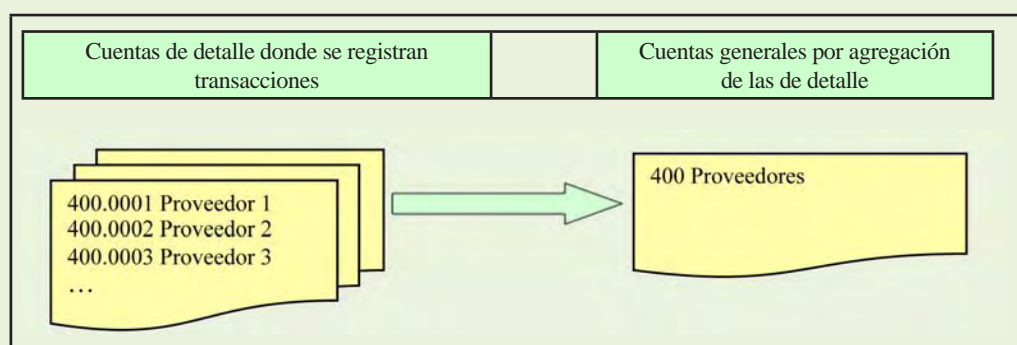 Cuentas de detalle donde se registran
transacciones
Cuentas generales por agregación
de las de detalle
400.0001 Proveedor 1
400.0002 Proveedor 2
400.0003 Proveedor 3
…
400 Proveedores